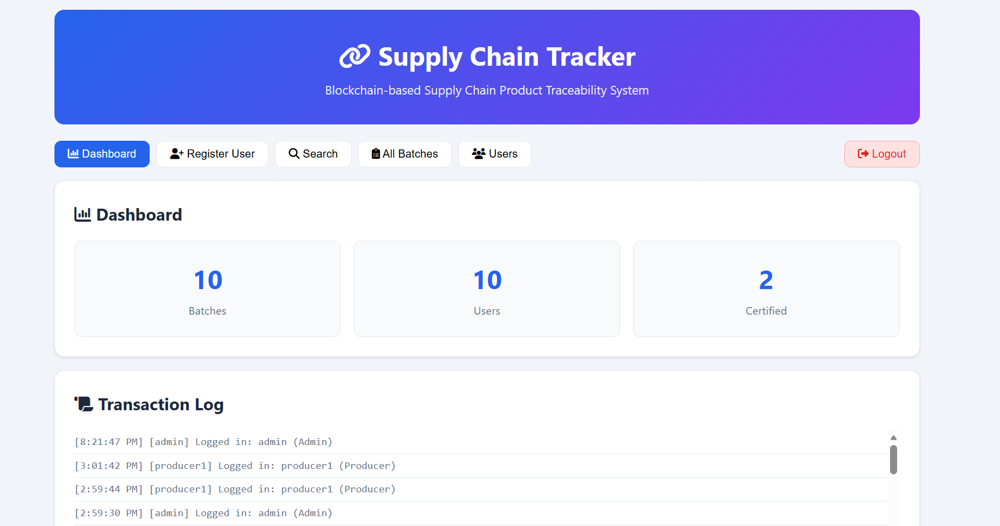 Supply Chain Tracker
Blockchain-based Supply Chain Product Traceability System
Dashboard
Register User
Search
All Batches
Users
Logout
Dashboard
10
Batches
10
Users
2
Certified
Transaction Log
[8:21:47 PM] [admin] Logged in: admin (Admin)
[3:01:42 PM] [producer1] Logged in: producer1 (Producer)
[2:59:44 PM] [producer1] Logged in: producer1 (Producer)
[2:59:30 PM] [admin] Logged in: admin (Admin)